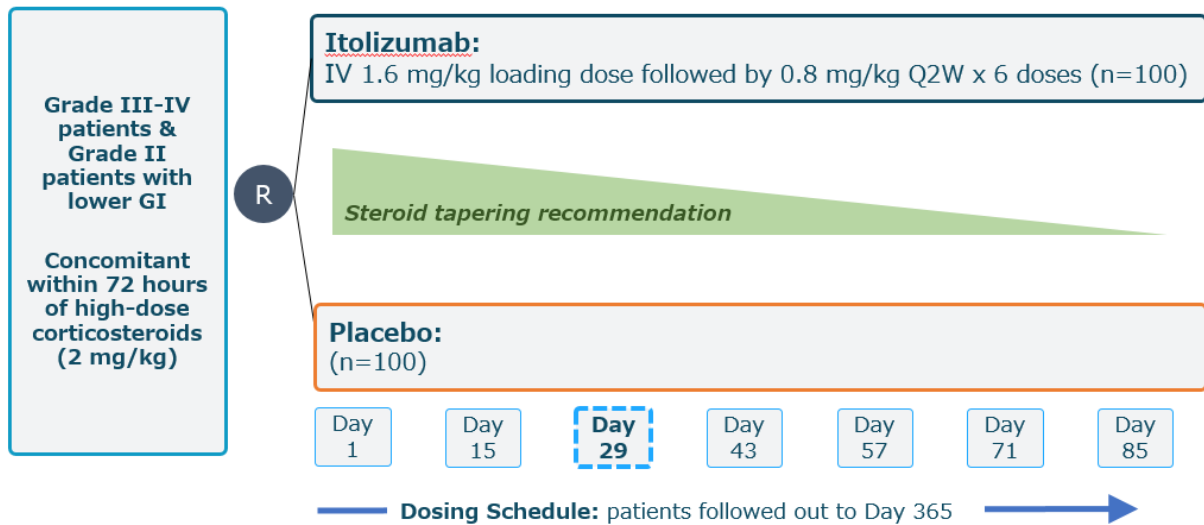 Grade III-IV
patients &
Grade II
patients with
lower GI
Concomitant
within 72 hours
of high-dose
corticosteroids
(2 mg/kg)
R
Itolizumab:
IV 1.6 mg/kg loading dose followed by 0.8 mg/kg Q2W x 6 doses (n=100)
Steroid tapering recommendation
Placebo:
(n=100)
Day
1
Day
15
Day
29
Day
43
Day
57
Day
71
Day
85
Dosing Schedule: patients followed out to Day 365